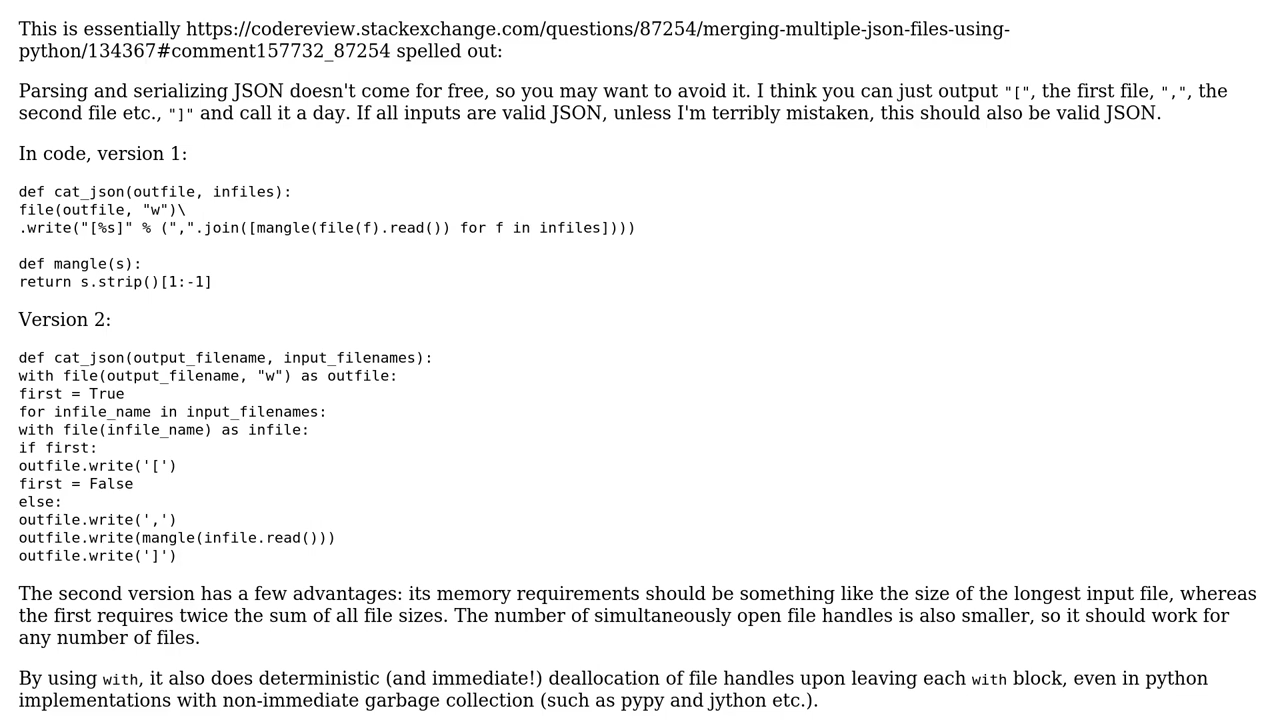 This is essentially https://codereview.stackexchange.com/questions/87254/merging-multiple-json-files-using-
python/134367#comment157732_87254 spelled out:
Parsing and serializing JSON doesn't come for free, so you may want to avoid it. I think you can just output "[", the first file, ",", the
second file etc., "]" and call it a day. If all inputs are valid JSON, unless I'm terribly mistaken, this should also be valid JSON.
In code, version 1:
def cat_json(outfile, infiles):
file(outfile, "w")\
.write("[%s]" % (",".join([mangle(file(f).read()) for f in infiles])))
def mangle(s):
return s.strip()[1:-1]
Version 2:
def cat_json(output_filename, input_filenames):
with file(output_filename, "w") as outfile:
first = True
for infile_name in input_filenames:
with file(infile_name) as infile:
if first:
outfile.write('[')
first = False
else:
outfile.write(',')
outfile.write(mangle(infile.read()))
outfile.write(']')
The second version has a few advantages: its memory requirements should be something like the size of the longest input file, whereas
the first requires twice the sum of all file sizes. The number of simultaneously open file handles is also smaller, so it should work for
any number of files.
By using with, it also does deterministic (and immediate!) deallocation of file handles upon leaving each with block, even in python
implementations with non-immediate garbage collection (such as pypy and jython etc.).